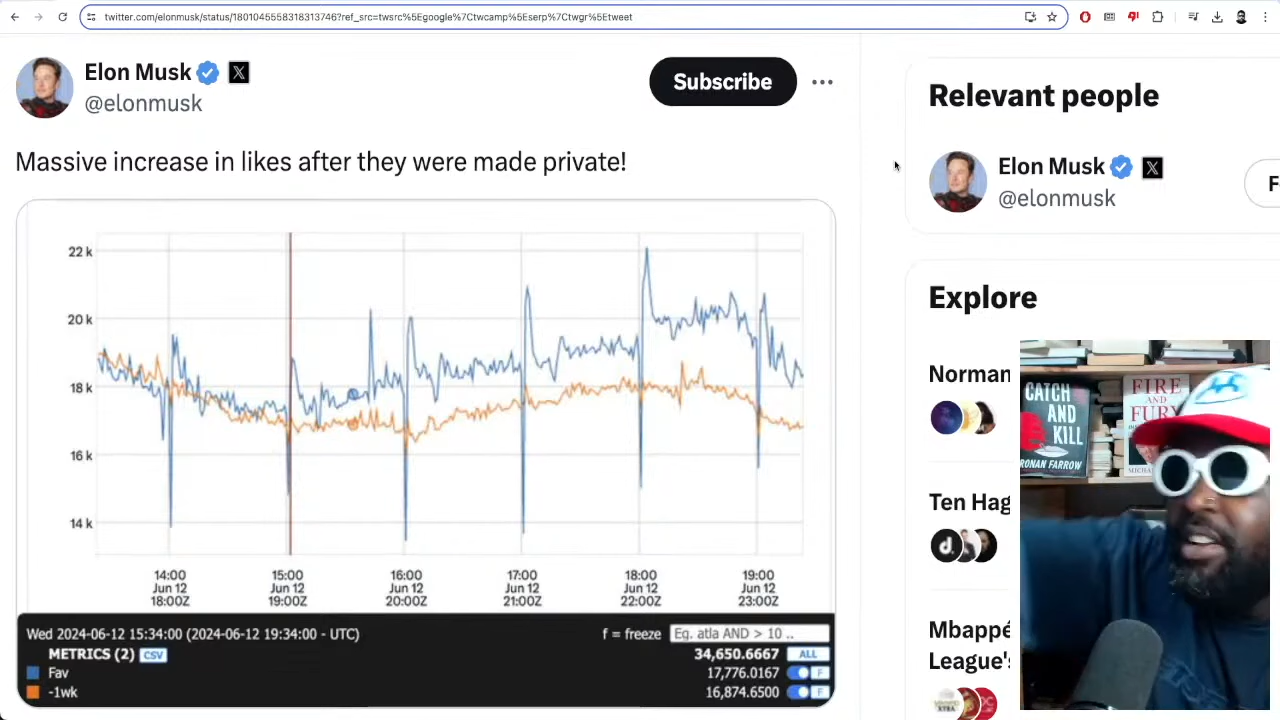 twitter.com/elonmusk/status/1801045558318313746?ref_src=twsrc%5Egoogle%7Ctwcamp%5Eserp%7Ctwgr%5Etweet
Elon Musk
@elonmusk
Subscribe
Massive increase in likes after they were made private!
22 k
20 k
18 k
16 k
14 k
14:00 15:00 16:00 17:00 18:00 19:00
Jun 12 Jun 12 Jun 12 Jun 12 Jun 12 Jun 12
18:00Z 19:00Z 20:00Z 21:00Z 22:00Z 23:00Z
Wed 2024-06-12 15:34:00 (2024-06-12 19:34:00 - UTC) f = freeze Eg. atla AND > 10 ..
METRICS (2) CSV 34,650.6667 ALL
Fav 17,776.0167 F
-1wk 16,874.6500 F
Relevant people
Elon Musk
@elonmusk
F
Explore
Norman
Ten Hag
Mbappé
League's
CATCH
AND
KILL
RONAN FARROW
FIRE
AND
FURY